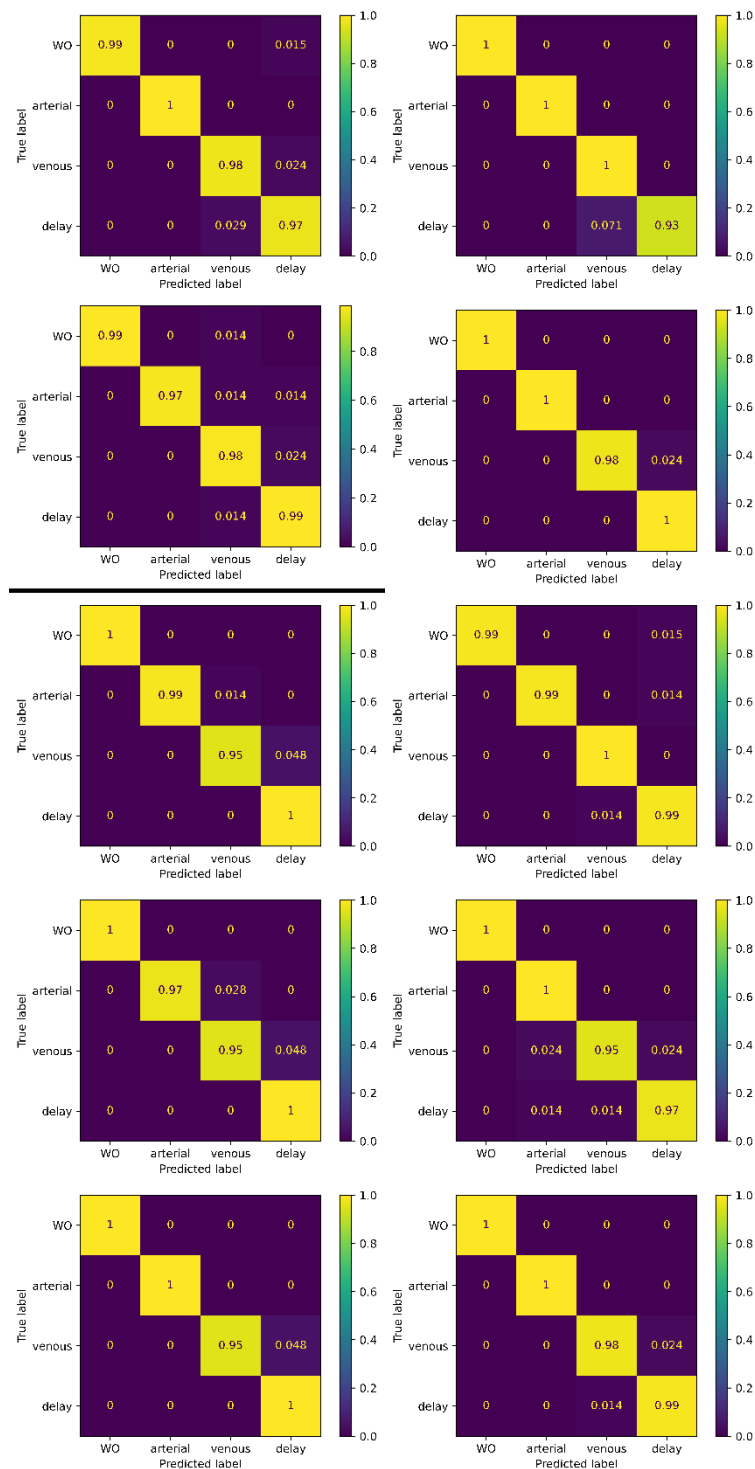 True label
WO 0.99 0 0 0.015
arterial 0 1 0 0
venous 0 0 0.98 0.024
delay 0 0 0.029 0.97
WO arterial venous delay
Predicted label
1.0
0.8
0.6
0.4
0.2
0.0
True label
WO 1 0 0 0
arterial 0 1 0 0
venous 0 0 1 0
delay 0 0 0.071 0.93
WO arterial venous delay
Predicted label
1.0
0.8
0.6
0.4
0.2
0.0
True label
WO 0.99 0 0.014 0
arterial 0 0.97 0.014 0.014
venous 0 0 0.98 0.024
delay 0 0 0.014 0.99
WO arterial venous delay
Predicted label
0.8
0.6
0.4
0.2
0.0
True label
WO 1 0 0 0
arterial 0 1 0 0
venous 0 0 0.98 0.024
delay 0 0 0 1
WO arterial venous delay
Predicted label
1.0
0.8
0.6
0.4
0.2
0.0
True label
WO 1 0 0 0
arterial 0 0.99 0.014 0
venous 0 0 0.95 0.048
delay 0 0 0 1
WO arterial venous delay
Predicted label
1.0
0.8
0.6
0.4
0.2
0.0
True label
WO 0.99 0 0 0.015
arterial 0 0.99 0 0.014
venous 0 0 1 0
delay 0 0 0.014 0.99
WO arterial venous delay
Predicted label
1.0
0.8
0.6
0.4
0.2
0.0
True label
WO 1 0 0 0
arterial 0 0.97 0.028 0
venous 0 0 0.95 0.048
delay 0 0 0 1
WO arterial venous delay
Predicted label
1.0
0.8
0.6
0.4
0.2
0.0
True label
WO 1 0 0 0
arterial 0 1 0 0
venous 0 0.024 0.95 0.024
delay 0 0.014 0.014 0.97
WO arterial venous delay
Predicted label
1.0
0.8
0.6
0.4
0.2
0.0
True label
WO 1 0 0 0
arterial 0 1 0 0
venous 0 0 0.95 0.048
delay 0 0 0 1
WO arterial venous delay
Predicted label
1.0
0.8
0.6
0.4
0.2
0.0
True label
WO 1 0 0 0
arterial 0 1 0 0
venous 0 0 0.98 0.024
delay 0 0 0.014 0.99
WO arterial venous delay
Predicted label
1.0
0.8
0.6
0.4
0.2
0.0